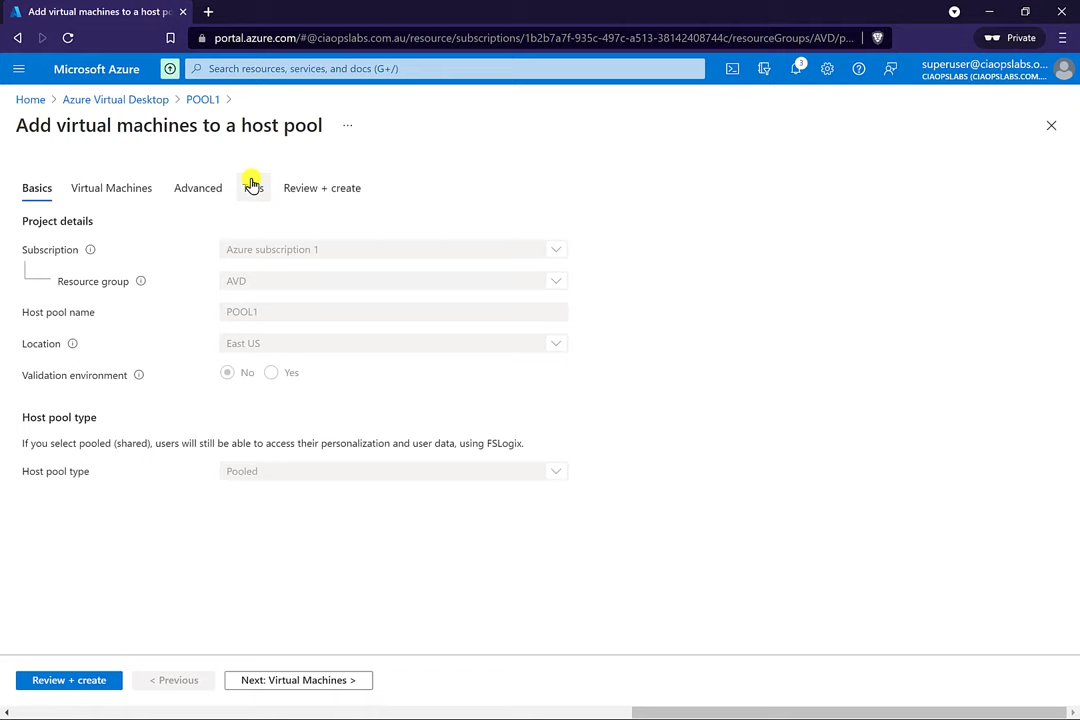 Add virtual machines to a host p
portal.azure.com/#@ciaopslabs.com.au/resource/subscriptions/1b2b7a7f-935c-497c-a513-38142408744c/resourceGroups/AVD/p...
Private
Microsoft Azure
Search resources, services, and docs (G+/)
3
superuser@ciaopslabs.o...
CIAOPSLABS (CIAOPSLABS.COM....
Home > Azure Virtual Desktop > POOL1 >
Add virtual machines to a host pool ...
Basics Virtual Machines Advanced Review + create
Project details
Subscription
Azure subscription 1
Resource group
AVD
Host pool name
POOL1
Location
East US
Validation environment
No Yes
Host pool type
If you select pooled (shared), users will still be able to access their personalization and user data, using FSLogix.
Host pool type
Pooled
Review + create
< Previous
Next: Virtual Machines >